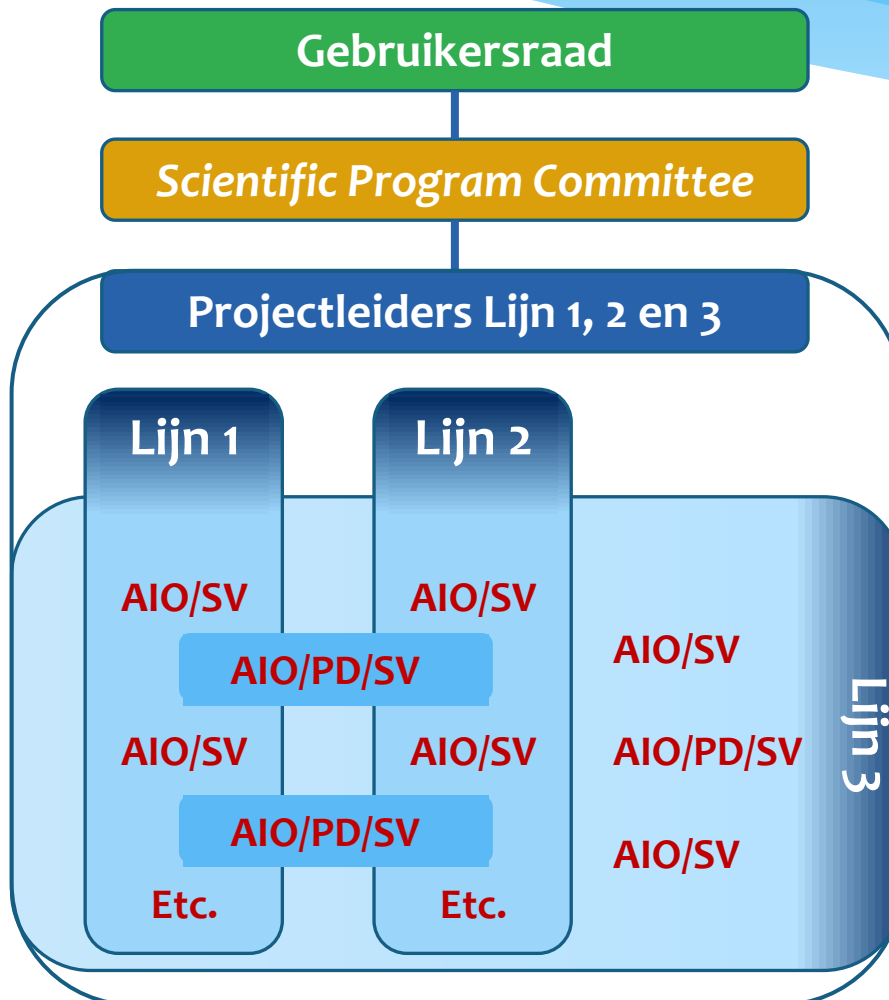 Gebruikersraad
Scientific Program Committee
Projectleiders Lijn 1, 2 en 3
Lijn 1
Lijn 2
AIO/SV
AIO/SV
AIO/SV
AIO/PD/SV
AIO/SV
AIO/SV
AIO/PD/SV
AIO/PD/SV
AIO/SV
Etc.
Etc.
Lijn 3